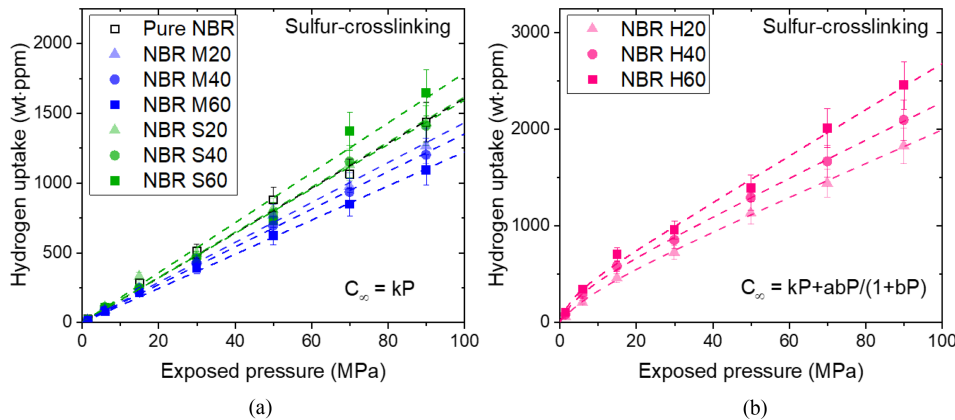 Sulfur-crosslinking
Pure NBR
NBR M20
NBR M40
NBR M60
NBR S20
NBR S40
NBR S60
C∞ = kP
2000
1500
1000
500
0
Hydrogen uptake (wt·ppm)
0 20 40 60 80 100
Exposed pressure (MPa)
(a)
Sulfur-crosslinking
NBR H20
NBR H40
NBR H60
C∞ = kP+abP/(1+bP)
3000
2000
1000
0
Hydrogen uptake (wt·ppm)
0 20 40 60 80 100
Exposed pressure (MPa)
(b)